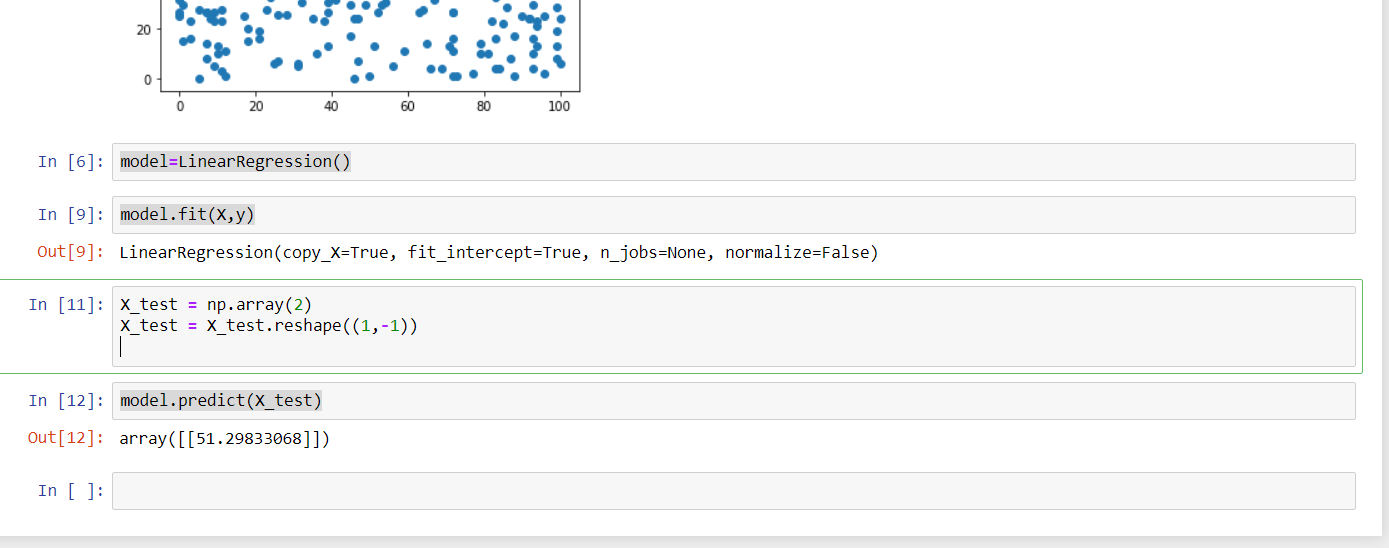 20
0
0 20 40 60 80 100
In [6]: model=LinearRegression()
In [9]: model.fit(X,y)
Out[9]: LinearRegression(copy_X=True, fit_intercept=True, n_jobs=None, normalize=False)
In [11]: X_test = np.array(2)
X_test = X_test.reshape((1,-1))
In [12]: model.predict(X_test)
Out[12]: array([[51.29833068]])
In [ ]: